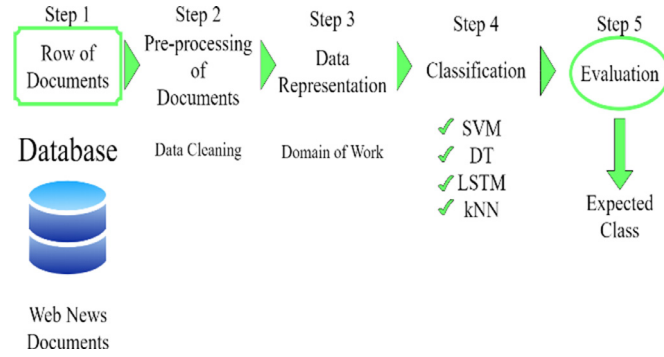 Step 1
Row of
Documents
Database
Web News
Documents
Step 2
Pre-processing
of
Documents
Data Cleaning
Step 3
Data
Representation
Domain of Work
Step 4
Classification
SVM
DT
LSTM
kNN
Step 5
Evaluation
Expected
Class